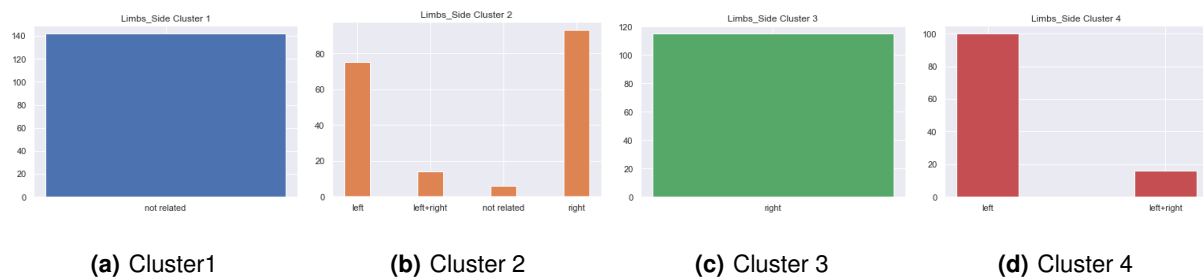 Limbs_Side Cluster 1
140
120
100
80
60
40
20
0
not related
(a) Cluster1
Limbs_Side Cluster 2
80
60
40
20
0
left left+right not related right
(b) Cluster 2
Limbs_Side Cluster 3
120
100
80
60
40
20
0
right
(c) Cluster 3
Limbs_Side Cluster 4
100
80
60
40
20
0
left left+right
(d) Cluster 4